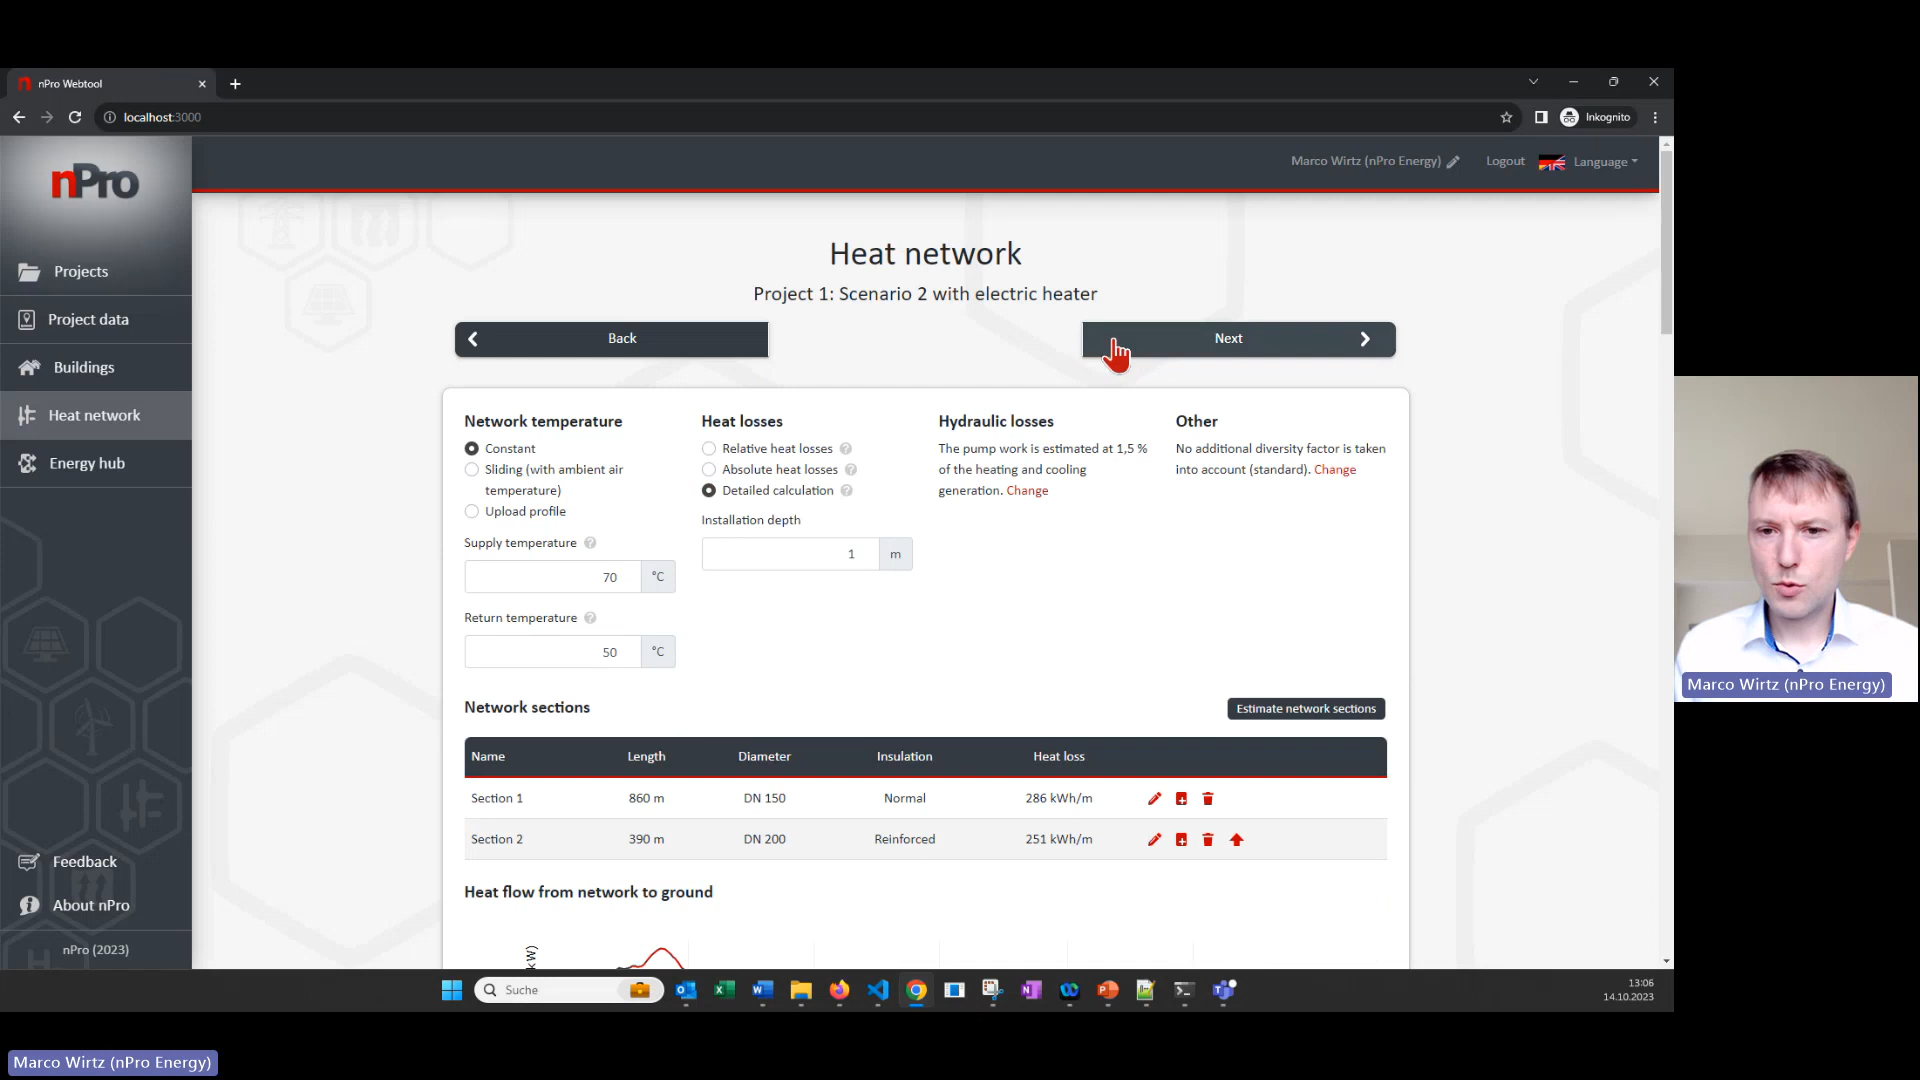 nPro Webtool
localhost:3000
Inkognito
nPro
Marco Wirtz (nPro Energy)
Logout
Language
Projects
Project data
Buildings
Heat network
Energy hub
Feedback
About nPro
nPro (2023)
Heat network
Project 1: Scenario 2 with electric heater
Back
Next
Network temperature
Constant
Sliding (with ambient air
temperature)
Upload profile
Supply temperature
70 °C
Return temperature
50 °C
Heat losses
Relative heat losses
Absolute heat losses
Detailed calculation
Installation depth
1 m
Hydraulic losses
The pump work is estimated at 1,5 %
of the heating and cooling
generation. Change
Other
No additional diversity factor is taken
into account (standard). Change
Network sections
Estimate network sections
Name Length Diameter Insulation Heat loss
Section 1 860 m DN 150 Normal 286 kWh/m
Section 2 390 m DN 200 Reinforced 251 kWh/m
Heat flow from network to ground
kW)
Suche
13:06
14.10.2023
Marco Wirtz (nPro Energy)
Marco Wirtz (nPro Energy)